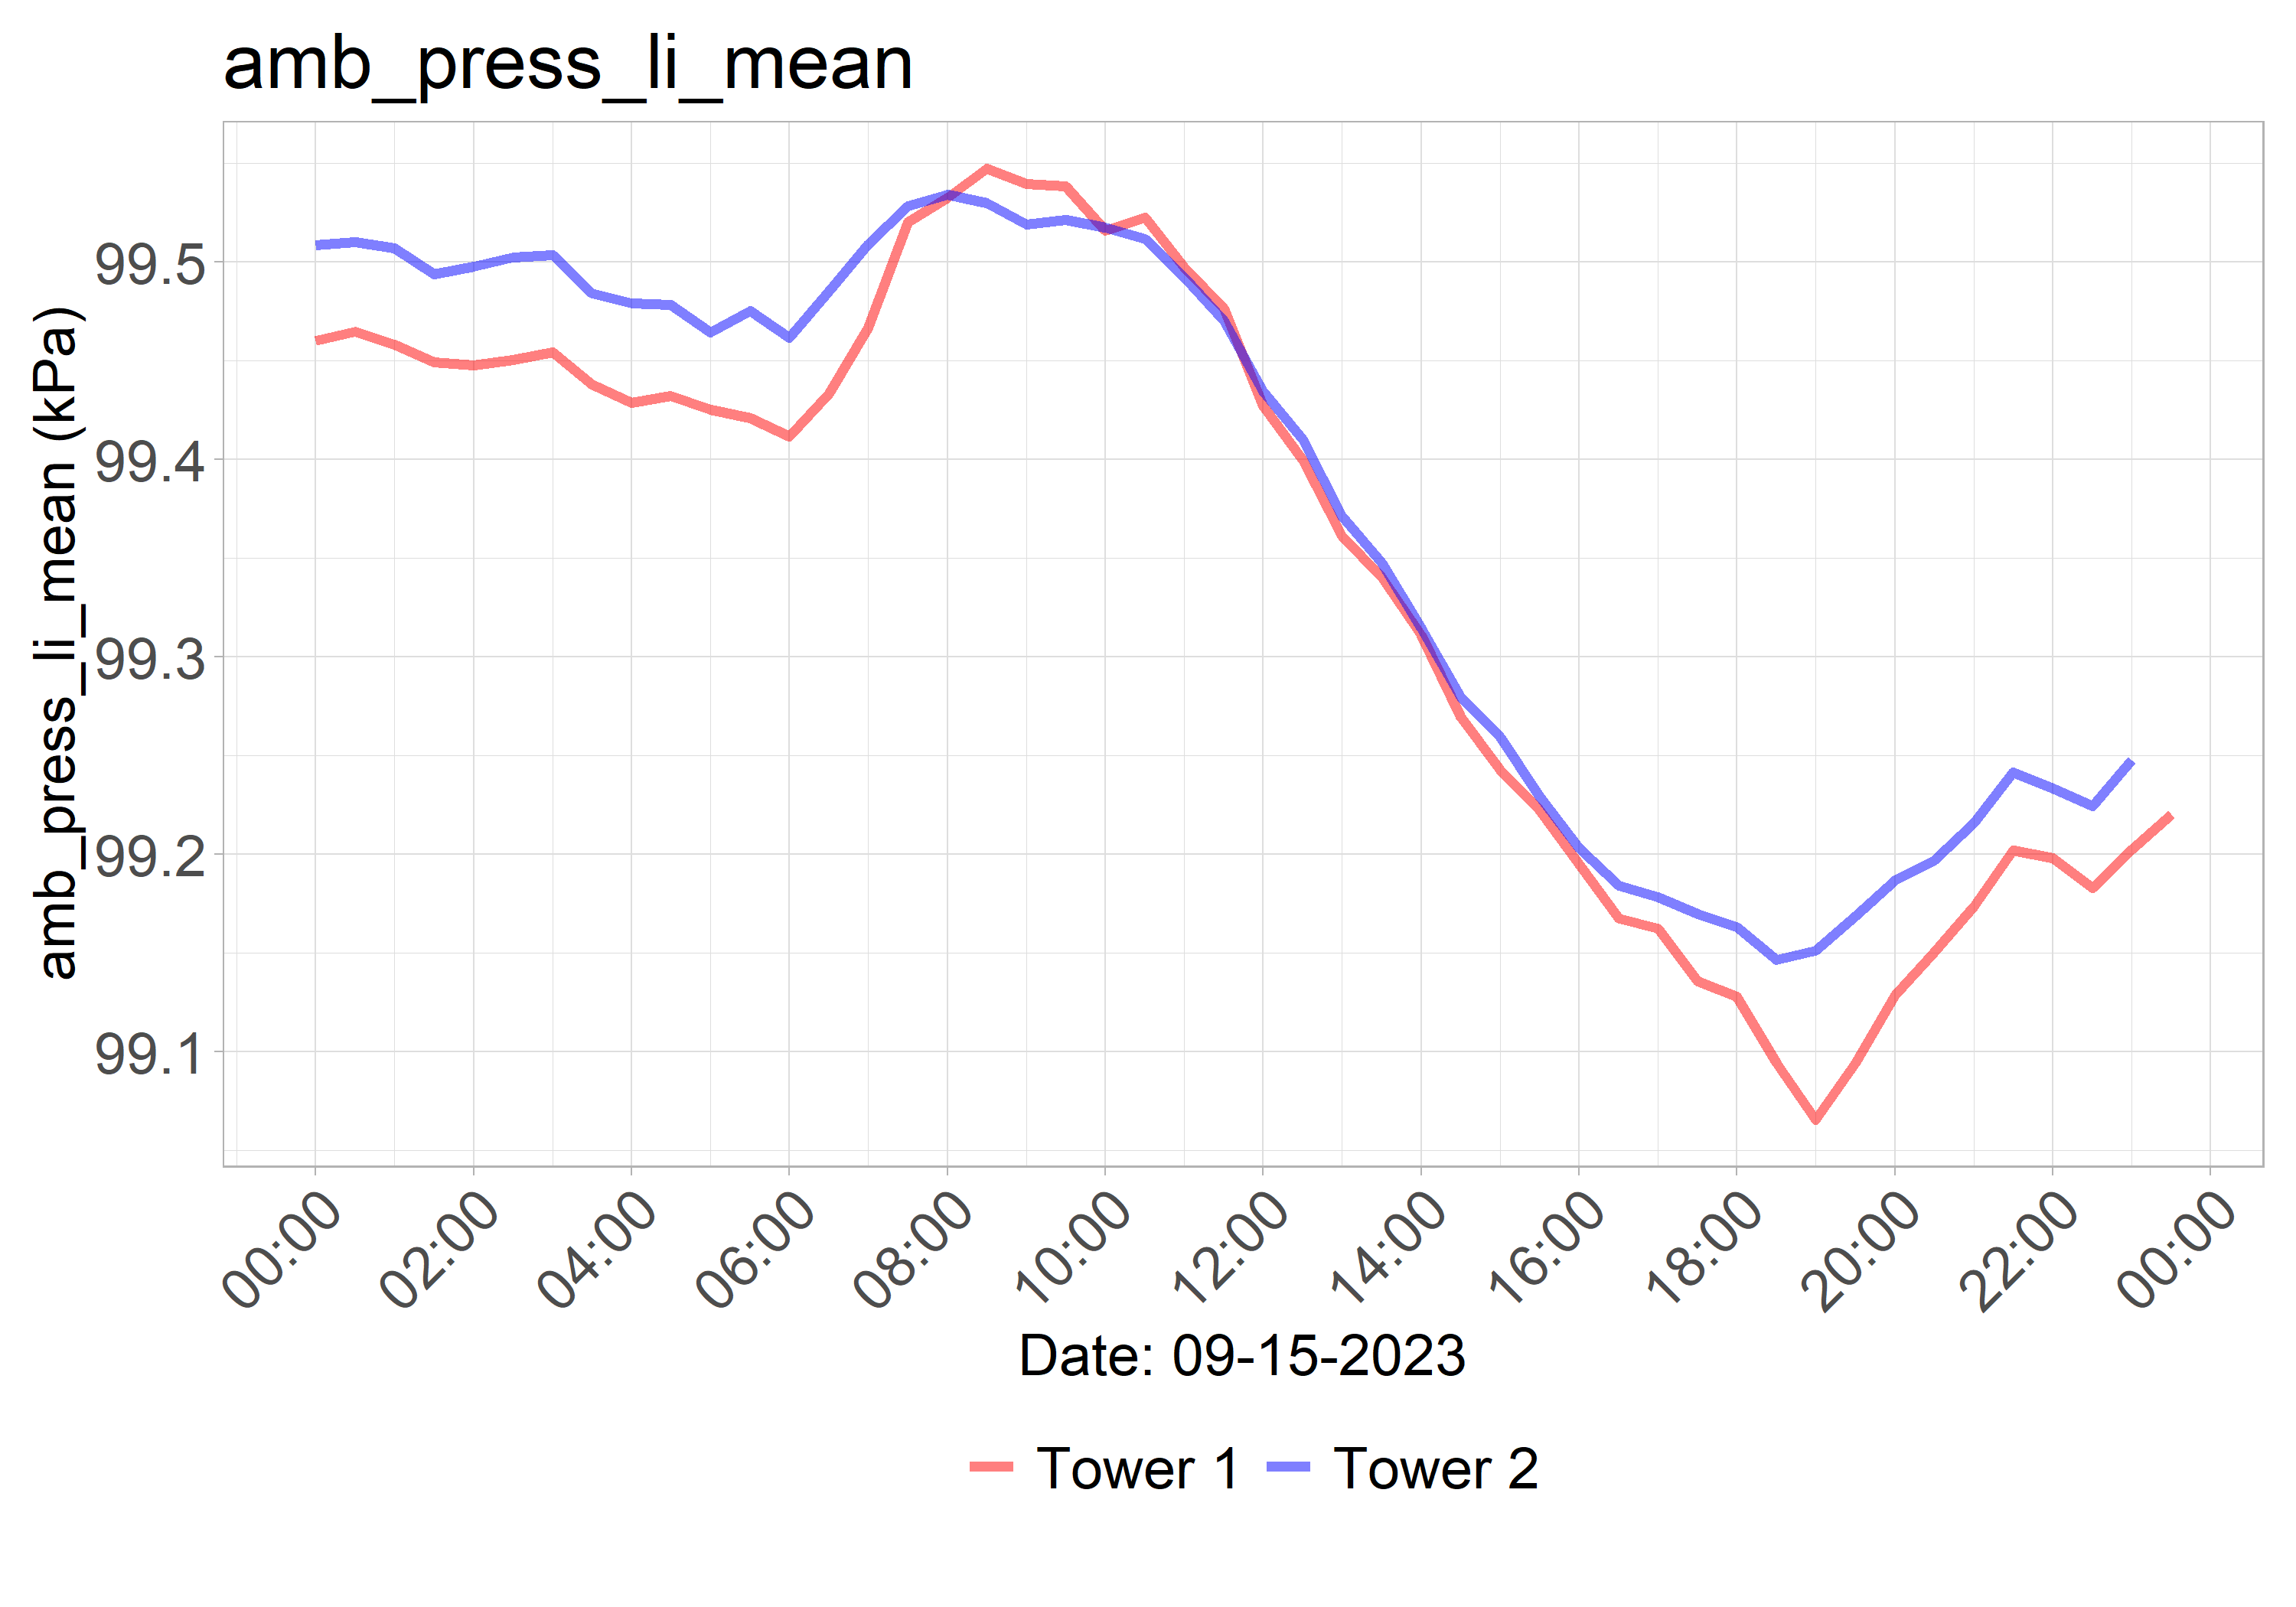 amb_press_li_mean
amb_press_li_mean (kPa)
99.5
99.4
99.3
99.2
99.1
00:00 02:00 04:00 06:00 08:00 10:00 12:00 14:00 16:00 18:00 20:00 22:00 00:00
Date: 09-15-2023
Tower 1 Tower 2